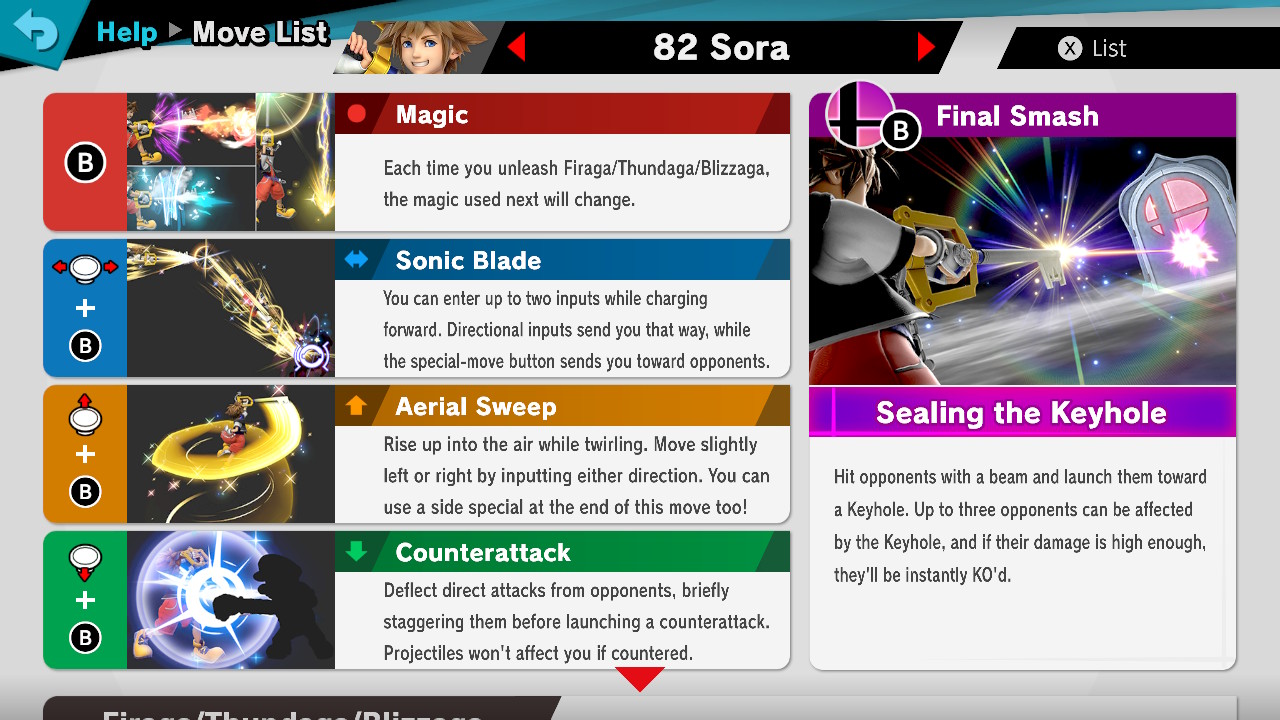 Help ▶ Move List
82 Sora
X List
B
Magic
Each time you unleash Firaga/Thundaga/Blizzaga,
the magic used next will change.
+
B
Sonic Blade
You can enter up to two inputs while charging
forward. Directional inputs send you that way, while
the special-move button sends you toward opponents.
+
B
Aerial Sweep
Rise up into the air while twirling. Move slightly
left or right by inputting either direction. You can
use a side special at the end of this move too!
+
B
Counterattack
Deflect direct attacks from opponents, briefly
staggering them before launching a counterattack.
Projectiles won't affect you if countered.
B
Final Smash
Sealing the Keyhole
Hit opponents with a beam and launch them toward
a Keyhole. Up to three opponents can be affected
by the Keyhole, and if their damage is high enough,
they'll be instantly KO'd.
Firaga/Thundaga/Blizzaga